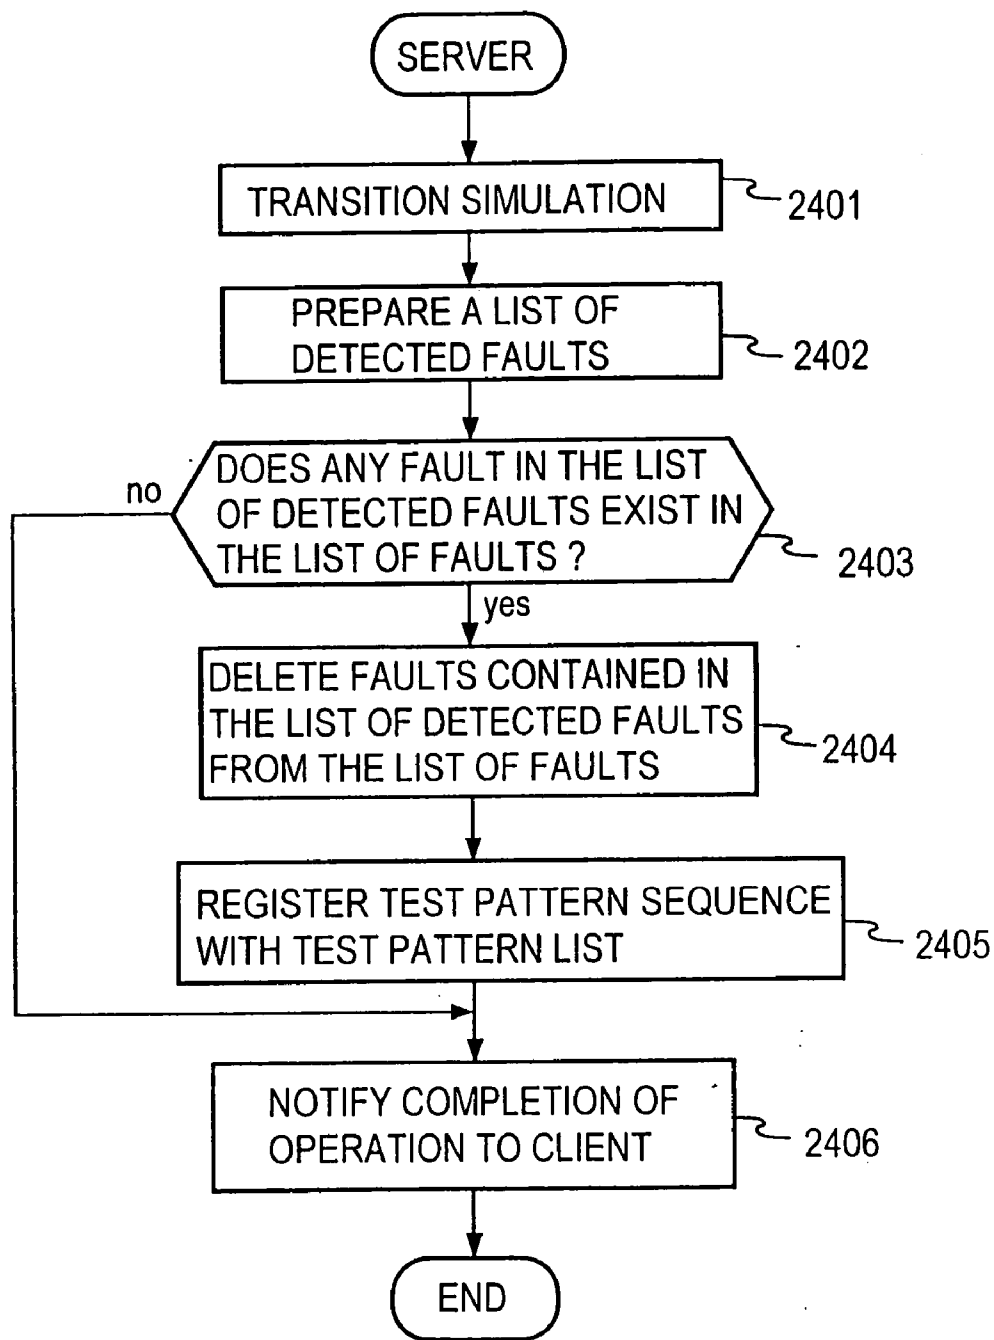 SERVER
TRANSITION SIMULATION
2401
PREPARE A LIST OF
DETECTED FAULTS
2402
DOES ANY FAULT IN THE LIST
OF DETECTED FAULTS EXIST IN
THE LIST OF FAULTS ?
2403
no
yes
DELETE FAULTS CONTAINED IN
THE LIST OF DETECTED FAULTS
FROM THE LIST OF FAULTS
2404
REGISTER TEST PATTERN SEQUENCE
WITH TEST PATTERN LIST
2405
NOTIFY COMPLETION OF
OPERATION TO CLIENT
2406
END